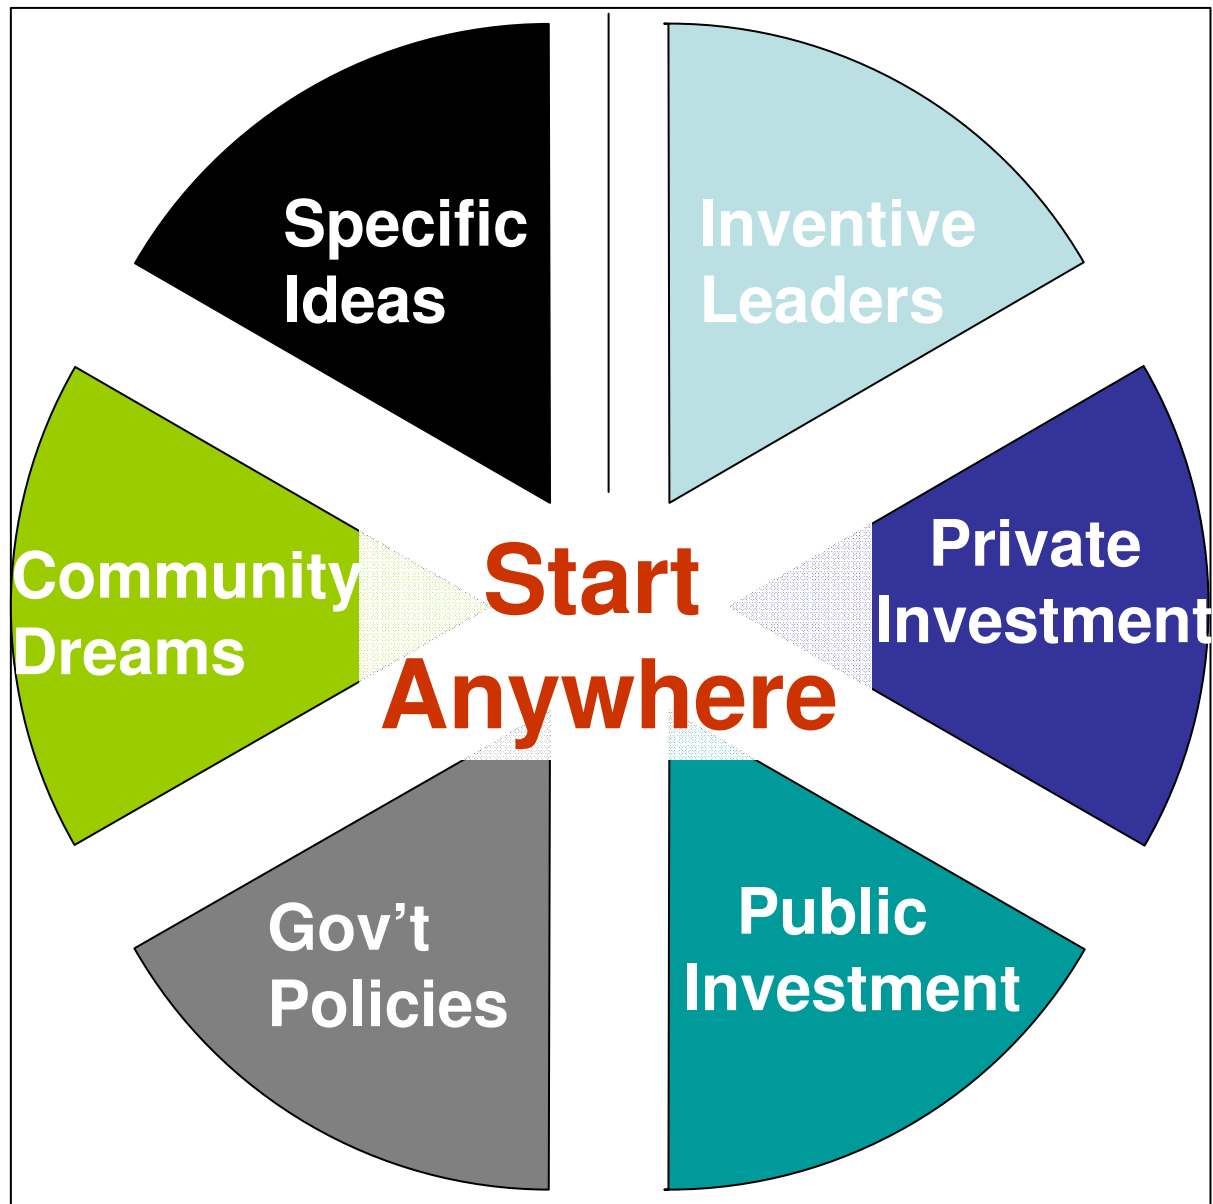 Specific
Ideas
Inventive
Leaders
Community
Dreams
Start
Anywhere
Private
Investment
Gov’t
Policies
Public
Investment